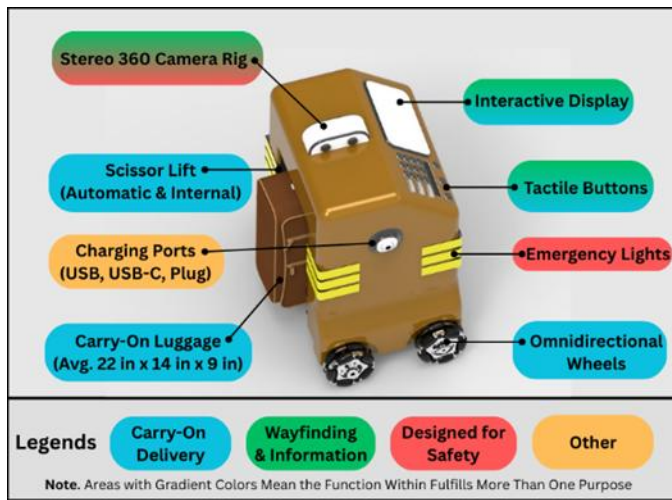 Stereo 360 Camera Rig
Interactive Display
Scissor Lift
(Automatic & Internal)
Tactile Buttons
Charging Ports
(USB, USB-C, Plug)
Emergency Lights
Carry-On Luggage
(Avg. 22 in x 14 in x 9 in)
Omnidirectional
Wheels
Legends
Carry-On
Delivery
Wayfinding
& Information
Designed for
Safety
Other
Note. Areas with Gradient Colors Mean the Function Within Fulfills More Than One Purpose